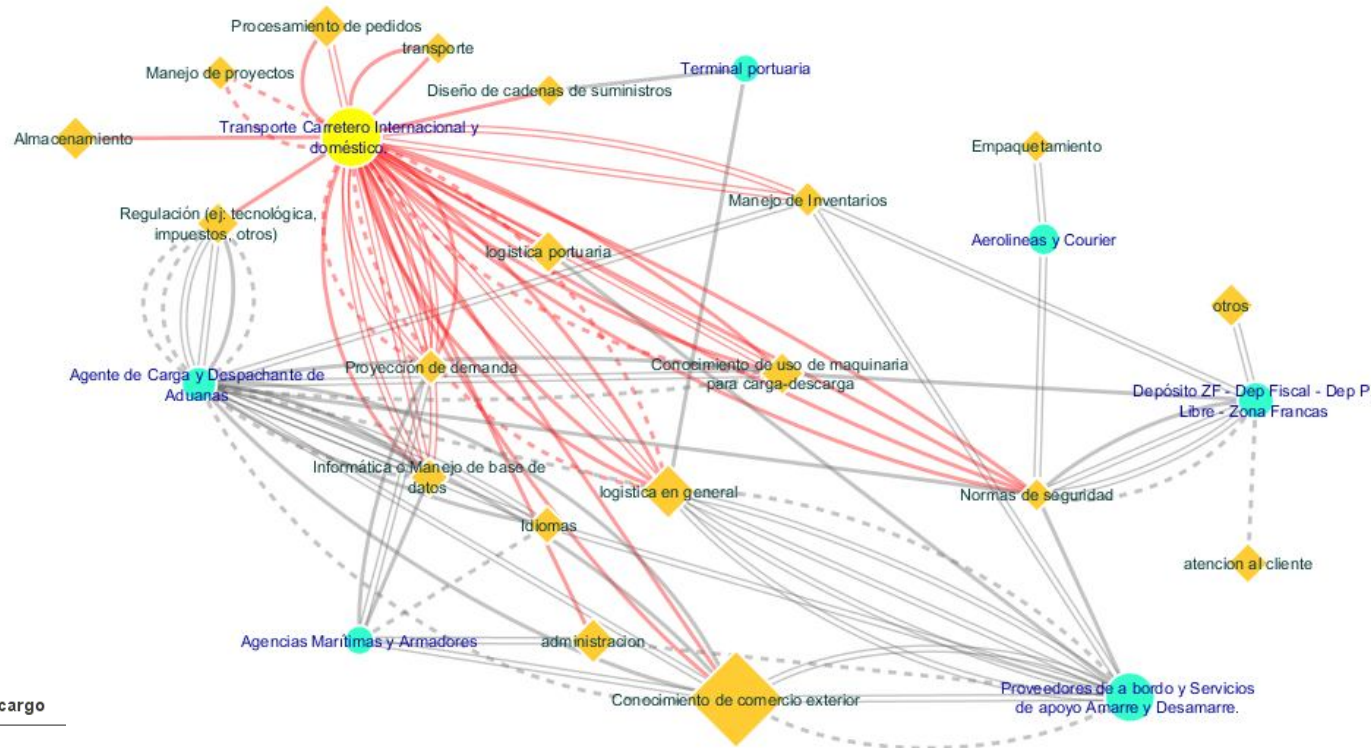 Procesamiento de pedidos
transporte
Manejo de proyectos
Terminal portuaria
Diseño de cadenas de suministros
Almacenamiento
Transporte Carretero Internacional y
doméstico.
Empaquetamiento
Manejo de Inventarios
Regulación (ej: tecnológica,
impuestos, otros)
Aerolineas y Courier
logistica portuaria
otros
Proyección de demanda
Conocimiento de uso de maquinaria
para carga-descarga
Agente de Carga y Despachante de
Aduanas
Depósito ZF - Dep Fiscal - Dep P
Libre - Zona Francas
Informática o Manejo de base de
datos
logistica en general
Normas de seguridad
Idiomas
atencion al cliente
Agencias Marítimas y Armadores
administracion
Conocimiento de comercio exterior
Proveedores de a bordo y Servicios
de apoyo Amarre y Desamarre.
cargo